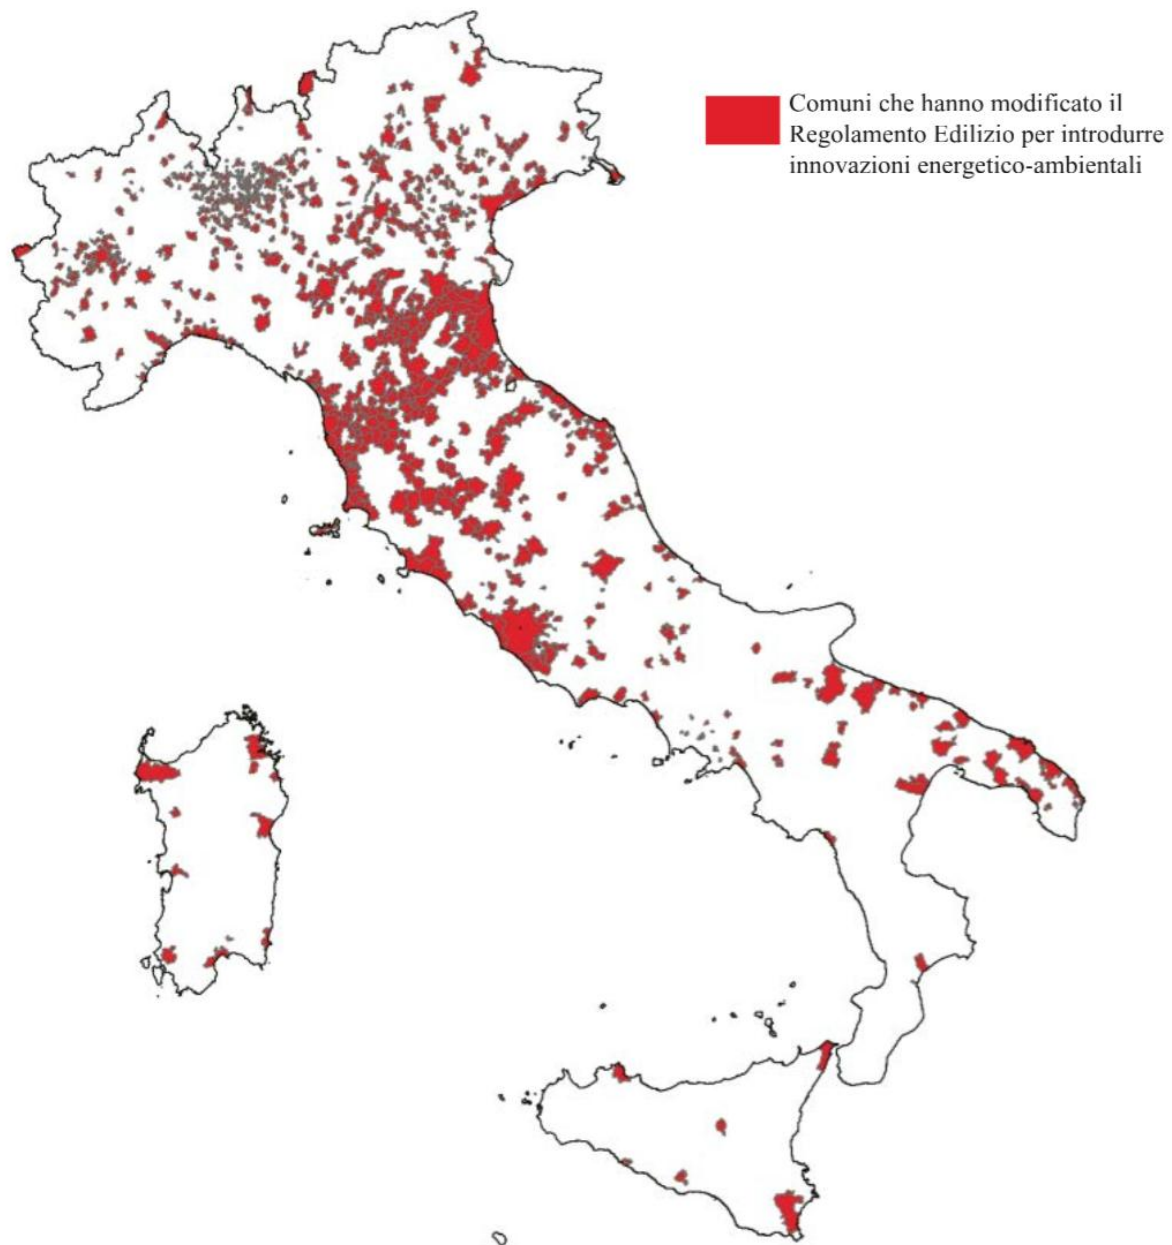 Comuni che hanno modificato il
Regolamento Edilizio per introdurre
innovazioni energetico-ambientali